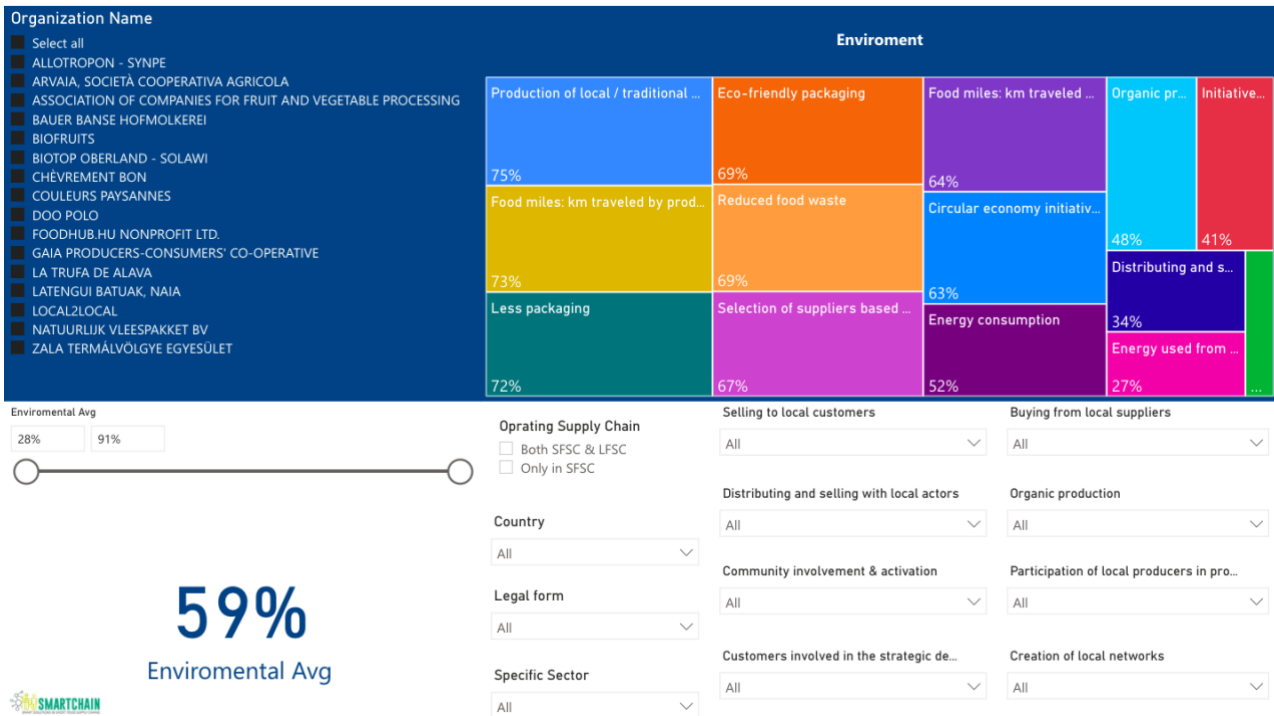 Organization Name
Select all
ALLOTROPON - SYNPE
ARVAIA, SOCIETÀ COOPERATIVA AGRICOLA
ASSOCIATION OF COMPANIES FOR FRUIT AND VEGETABLE PROCESSING
BAUER BANSE HOFMOLKEREI
BIOFRUITS
BIOTOP OBERLAND - SOLAWI
CHÈVREMENT BON
COULEURS PAYSANNES
DOO POLO
FOODHUB.HU NONPROFIT LTD.
GAIA PRODUCERS-CONSUMERS' CO-OPERATIVE
LA TRUFA DE ALAVA
LATENGUI BATUAK, NAIA
LOCAL2LOCAL
NATUURLIJK VLEESPAKKET BV
ZALA TERMÁLVÖLGYE EGYESÜLET
Enviroment
Production of local / traditional ...
75%
Food miles: km traveled by prod...
73%
Less packaging
72%
Eco-friendly packaging
69%
Reduced food waste
69%
Selection of suppliers based ...
67%
Food miles: km traveled ...
64%
Circular economy initiativ...
63%
Energy consumption
52%
Organic pr...
48%
Initiative...
41%
Distributing and s...
34%
Energy used from ...
27%
...
Enviromental Avg
28%
91%
59%
Enviromental Avg
SMARTCHAIN
Oprating Supply Chain
Both SFSC & LFSC
Only in SFSC
Country
All
Legal form
All
Specific Sector
All
Selling to local customers
All
Distributing and selling with local actors
All
Community involvement & activation
All
Customers involved in the strategic de...
All
Buying from local suppliers
All
Organic production
All
Participation of local producers in pro...
All
Creation of local networks
All